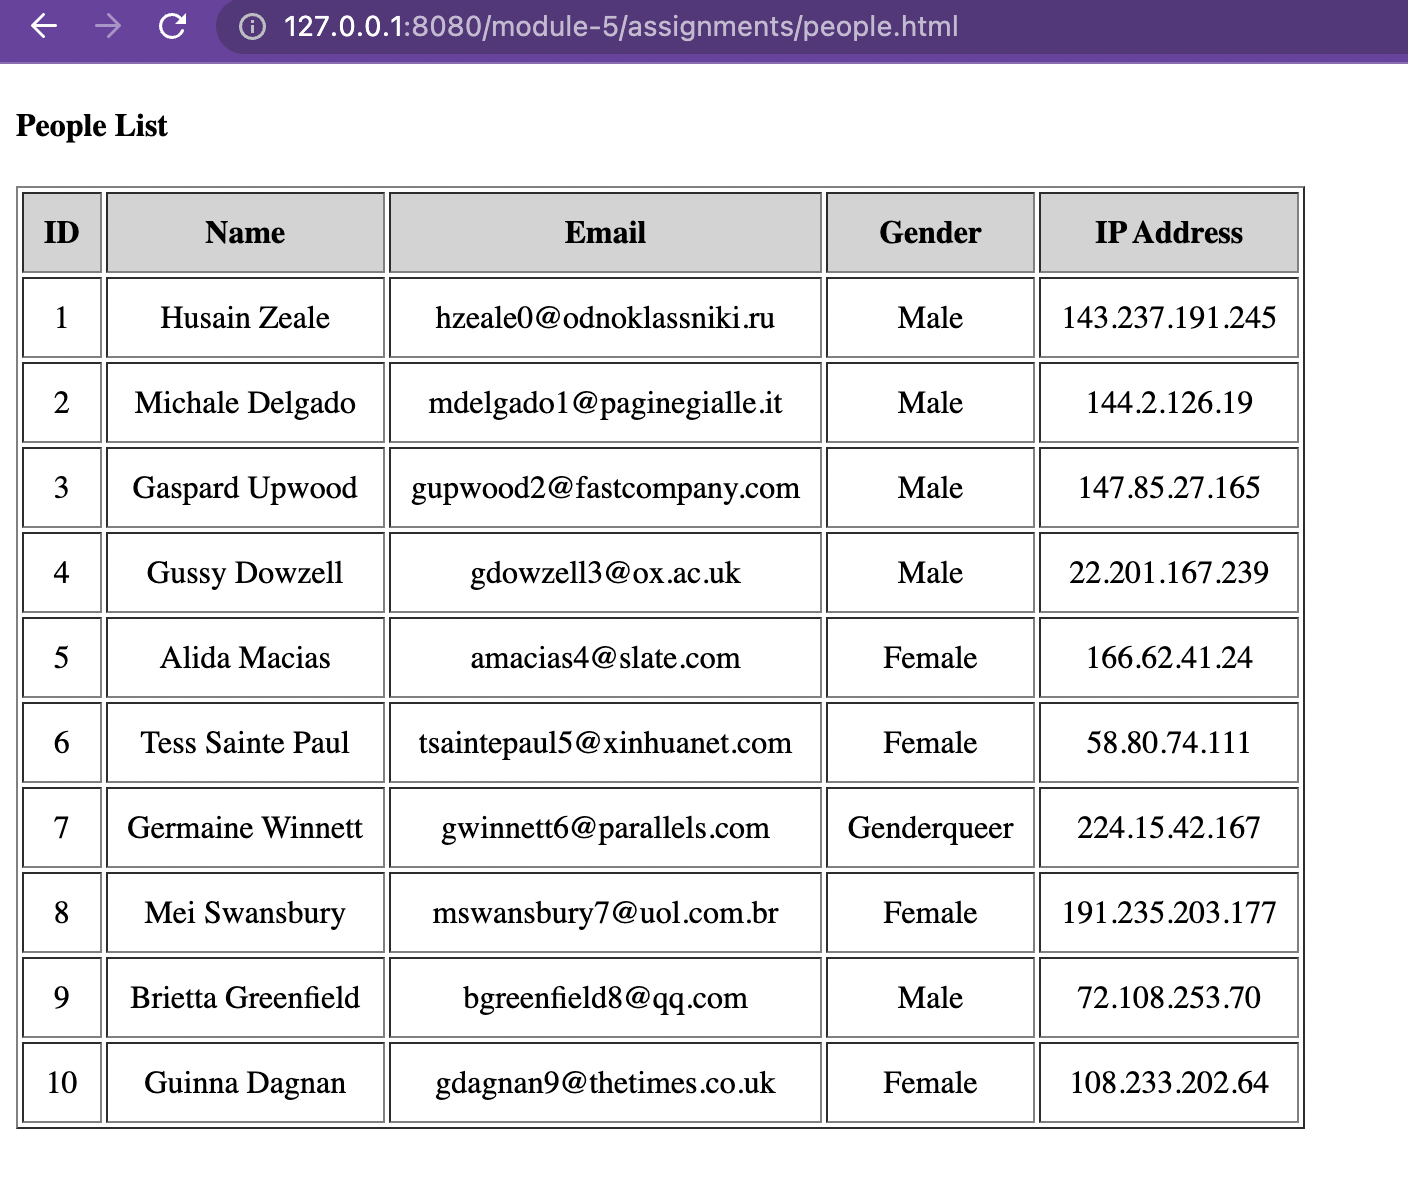 127.0.0.1:8080/module-5/assignments/people.html
People List
ID Name Email Gender IP Address
1 Husain Zeale hzeale0@odnoklassniki.ru Male 143.237.191.245
2 Michale Delgado mdelgado1@paginegialle.it Male 144.2.126.19
3 Gaspard Upwood gupwood2@fastcompany.com Male 147.85.27.165
4 Gussy Dowzell gdowzell3@ox.ac.uk Male 22.201.167.239
5 Alida Macias amacias4@slate.com Female 166.62.41.24
6 Tess Sainte Paul tsaintepaul5@xinhuanet.com Female 58.80.74.111
7 Germaine Winnett gwinnett6@parallels.com Genderqueer 224.15.42.167
8 Mei Swansbury mswansbury7@uol.com.br Female 191.235.203.177
9 Brietta Greenfield bgreenfield8@qq.com Male 72.108.253.70
10 Guinna Dagnan gdagnan9@thetimes.co.uk Female 108.233.202.64